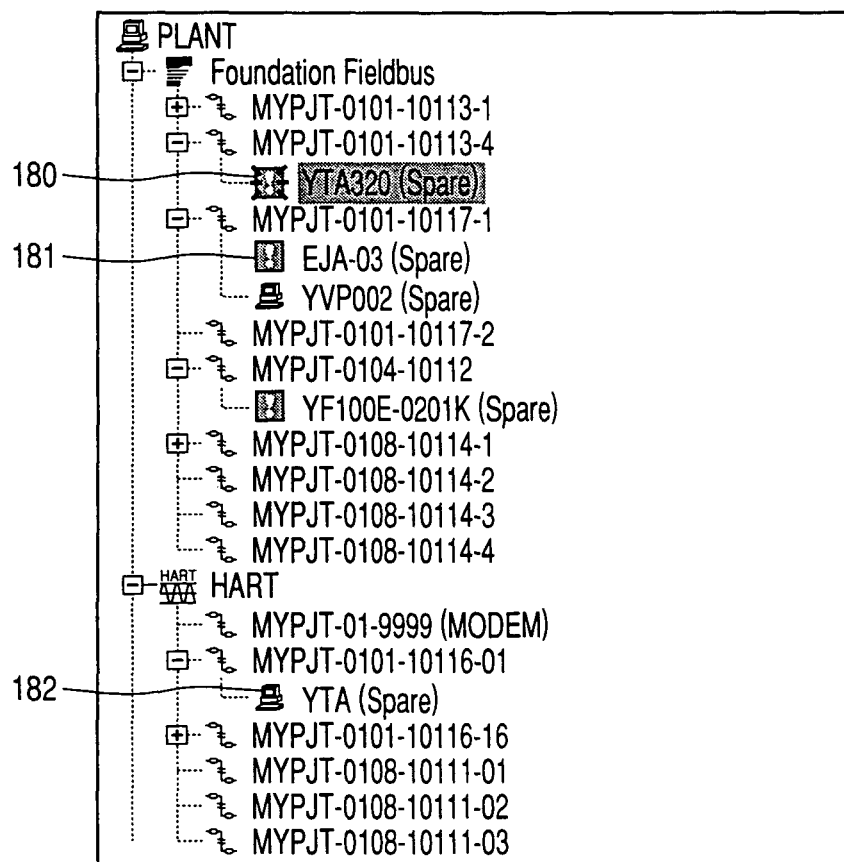 PLANT
Foundation Fieldbus
MYPJT-0101-10113-1
MYPJT-0101-10113-4
180 YTA320 (Spare)
MYPJT-0101-10117-1
181 EJA-03 (Spare)
YVP002 (Spare)
MYPJT-0101-10117-2
MYPJT-0104-10112
YF100E-0201K (Spare)
MYPJT-0108-10114-1
MYPJT-0108-10114-2
MYPJT-0108-10114-3
MYPJT-0108-10114-4
HART HART
MYPJT-01-9999 (MODEM)
MYPJT-0101-10116-01
182 YTA (Spare)
MYPJT-0101-10116-16
MYPJT-0108-10111-01
MYPJT-0108-10111-02
MYPJT-0108-10111-03